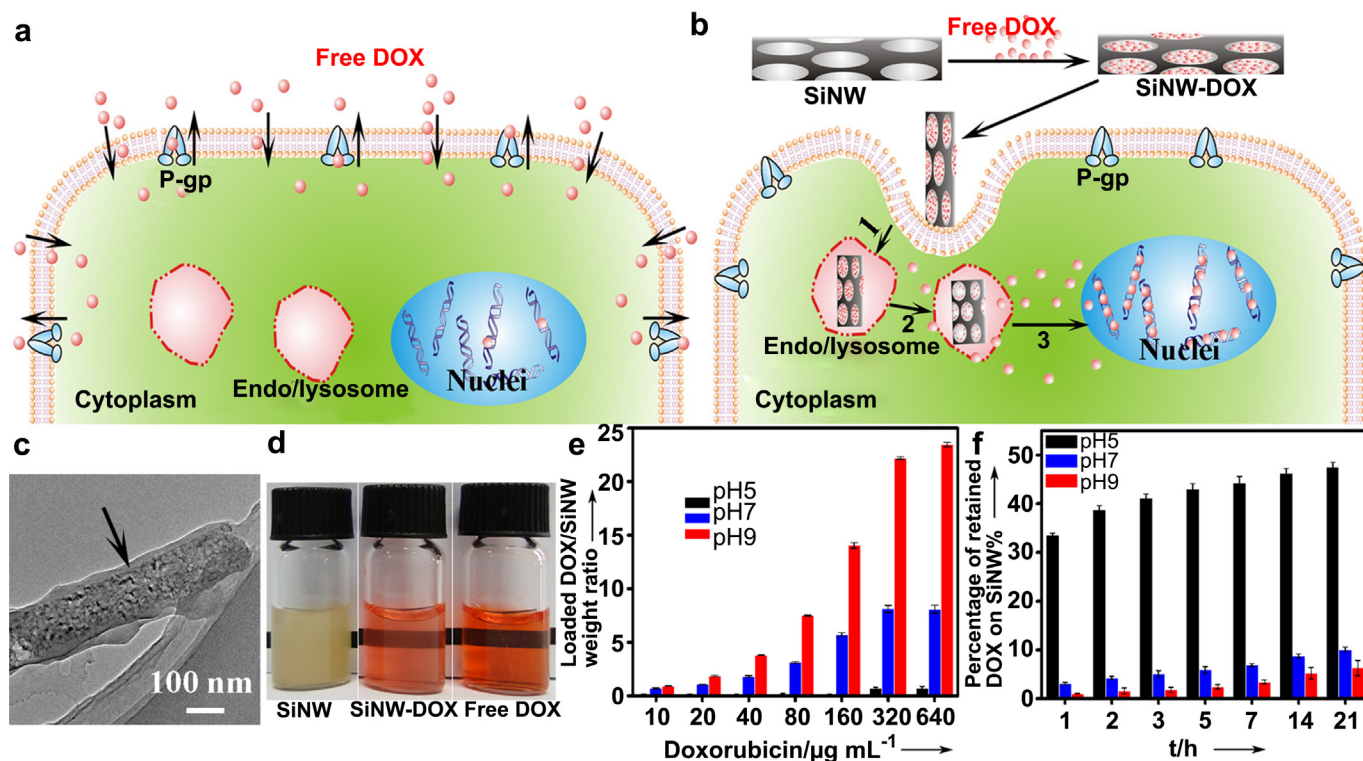 a
Free DOX
P-gp
Endo/lysosome
Nuclei
Cytoplasm
b
Free DOX
SiNW
SiNW-DOX
P-gp
1
2
3
Endo/lysosome
Nuclei
Cytoplasm
c
100 nm
d
SiNW SiNW-DOX Free DOX
e
Loaded DOX/SiNW
weight ratio
25
20
15
10
5
0
pH5
pH7
pH9
10 20 40 80 160 320 640
Doxorubicin/µg mL⁻¹
f
Percentage of retained
DOX on SiNW%
50
40
30
20
10
0
pH5
pH7
pH9
1 2 3 5 7 14 21
t/h